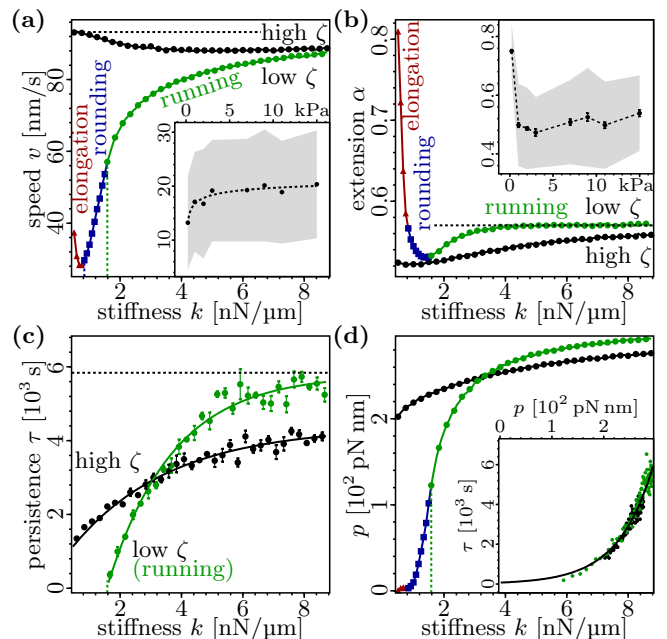 (a)
speed v [nm/s]
80
60
40
elongation
rounding
running
high ζ
low ζ
kPa
0
5
10
30
20
10
2
4
6
8
stiffness k [nN/µm]
(b)
extension α
0.8
0.7
0.6
elongation
rounding
running
low ζ
high ζ
0.8
0.6
0.4
0
5
10
kPa
2
4
6
8
stiffness k [nN/µm]
(c)
persistence τ [10³ s]
6
4
2
0
high ζ
low ζ
(running)
0
2
4
6
8
stiffness k [nN/µm]
(d)
p [10² pN nm]
2
1
0
p [10² pN nm]
0
2
τ [10³ s]
6
4
2
0
2
4
6
8
stiffness k [nN/µm]